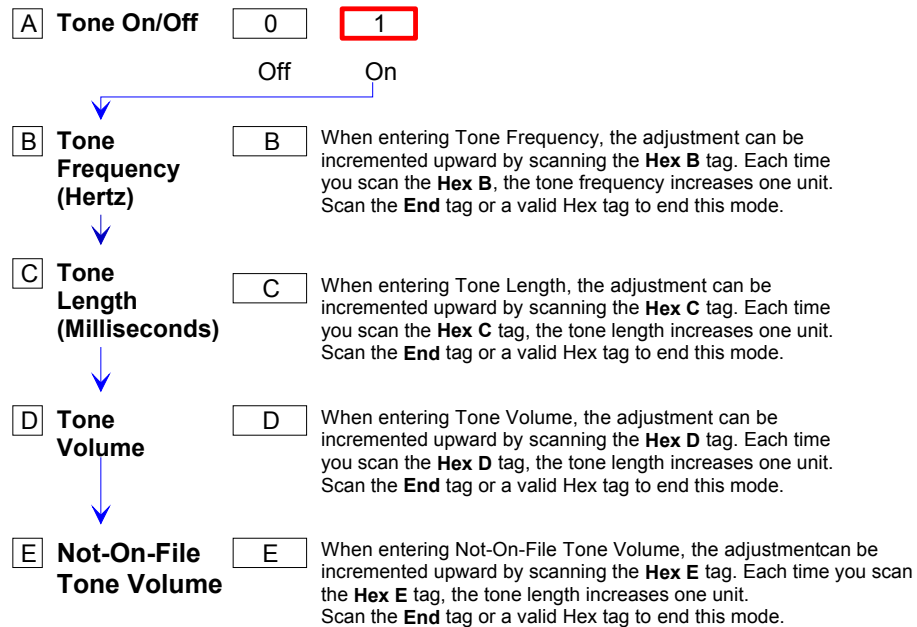 A Tone On/Off 0 1
Off On
B Tone Frequency (Hertz) B
When entering Tone Frequency, the adjustment can be
incremented upward by scanning the Hex B tag. Each time
you scan the Hex B, the tone frequency increases one unit.
Scan the End tag or a valid Hex tag to end this mode.
C Tone Length (Milliseconds) C
When entering Tone Length, the adjustment can be
incremented upward by scanning the Hex C tag. Each time
you scan the Hex C tag, the tone length increases one unit.
Scan the End tag or a valid Hex tag to end this mode.
D Tone Volume D
When entering Tone Volume, the adjustment can be
incremented upward by scanning the Hex D tag. Each time
you scan the Hex D tag, the tone length increases one unit.
Scan the End tag or a valid Hex tag to end this mode.
E Not-On-File Tone Volume E
When entering Not-On-File Tone Volume, the adjustmentcan be
incremented upward by scanning the Hex E tag. Each time you scan
the Hex E tag, the tone length increases one unit.
Scan the End tag or a valid Hex tag to end this mode.